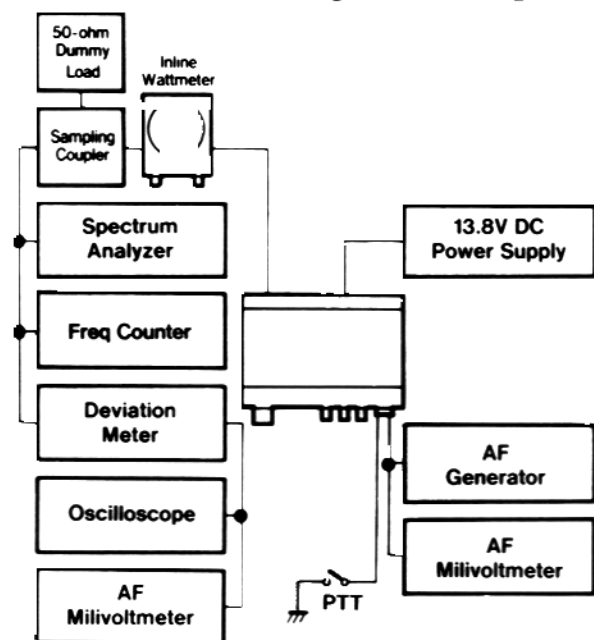 50-ohm
Dummy
Load
Inline
Wattmeter
Sampling
Coupler
Spectrum
Analyzer
13.8V DC
Power Supply
Freq Counter
Deviation
Meter
AF
Generator
Oscilloscope
AF
Milivoltmeter
PTT
AF
Milivoltmeter